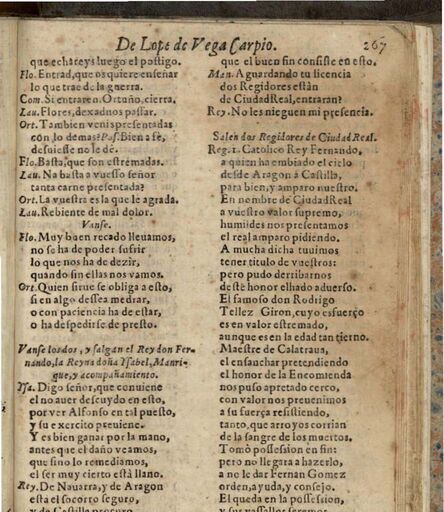 De Lope de Vega Carpio. 267
que echareys luego el postigo.
Flo. Entrad, que os quiere enseñar
lo que trae de la guerra.
Com. Si entraren Ortuño, cierra.
Lau. Flores, dexadnos passar.
Ort. Tambien venis presentadas
con lo demas? Pas. Bien a fe,
desuiesse no le dè.
Flo. Basta, que son estremadas.
Lau. No basta a vuesso señor
tanta carne presentada?
Ort. La vuestra es la que le agrada.
Lau. Rebiente de mal dolor.
Vanse.
Flo. Muy buen recado lleuamos,
no se ha de poder sufrir
lo que nos ha de dezir,
quando sin ellas nos vamos.
Ort. Quien sirue se obliga a esto,
si en algo dessea medrar,
o con paciencia ha de estar,
o ha de spedirse de presto.
Vanse los dos, y salgan el Rey don Fer-
nando, la Reyna doña Ysabel, Manri-
que, y acompañamiento.
Ysa. Digo señor, que conuiene
el no auer descuydo en esto,
por ver Alfonso en tal puesto,
y su exercito preuiene.
Y es bien ganar por la mano,
antes que el daño veamos,
que sino lo remediamos,
el ser muy cierto està llano.
Rey. De Nauarra, y de Aragon
està el socorro seguro,
y de Castilla procuro
que el buen fin consiste en esto.
Man. Aguardando tu licencia
dos Regidores estàn
de Ciudad Real, entraràn?
Rey. No les nieguen mi presencia.
Salen dos Regidores de Ciudad Real.
Reg. 1. Catolico Rey Fernando,
a quien ha embiado el cielo
desde Aragon à Castilla,
para bien, y amparo nuestro.
En nombre de Ciudad Real
a vuestro valor supremo,
humildes nos presentamos
el real amparo pidiendo.
A mucha dicha tuuimos
tener titulo de vuestros:
pero pudo derribarnos
deste honor el hado aduerso.
El famoso don Rodrigo
Tellez Giron, cuyo esfuerço
es en valor estremado,
aunque es en la edad tan tierno.
Maestre de Calatraua,
el ensauchar pretendiendo
el honor de la Encomienda
nos puso apretado cerco,
con valor nos preuenimos
a su fuerça resistiendo,
tanto, que arroyos corrian
de la sangre de los muertos.
Tomò possession en fin:
pero no llegara a hazerlo,
a no le dar Fernan Gomez
orden, ayuda, y consejo.
El queda en la possession,
y sus vassallos seremos